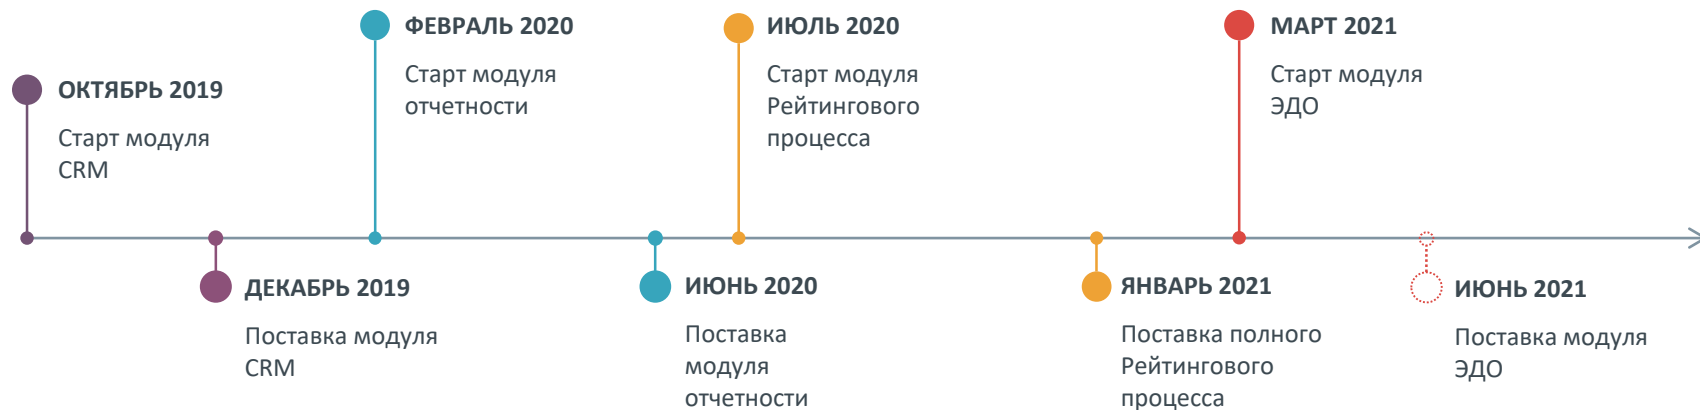 ОКТЯБРЬ 2019
Старт модуля
CRM
ДЕКАБРЬ 2019
Поставка модуля
CRM
ФЕВРАЛЬ 2020
Старт модуля
отчетности
ИЮНЬ 2020
Поставка
модуля
отчетности
ИЮЛЬ 2020
Старт модуля
Рейтингового
процесса
ЯНВАРЬ 2021
Поставка полного
Рейтингового
процесса
МАРТ 2021
Старт модуля
ЭДО
ИЮНЬ 2021
Поставка модуля
ЭДО